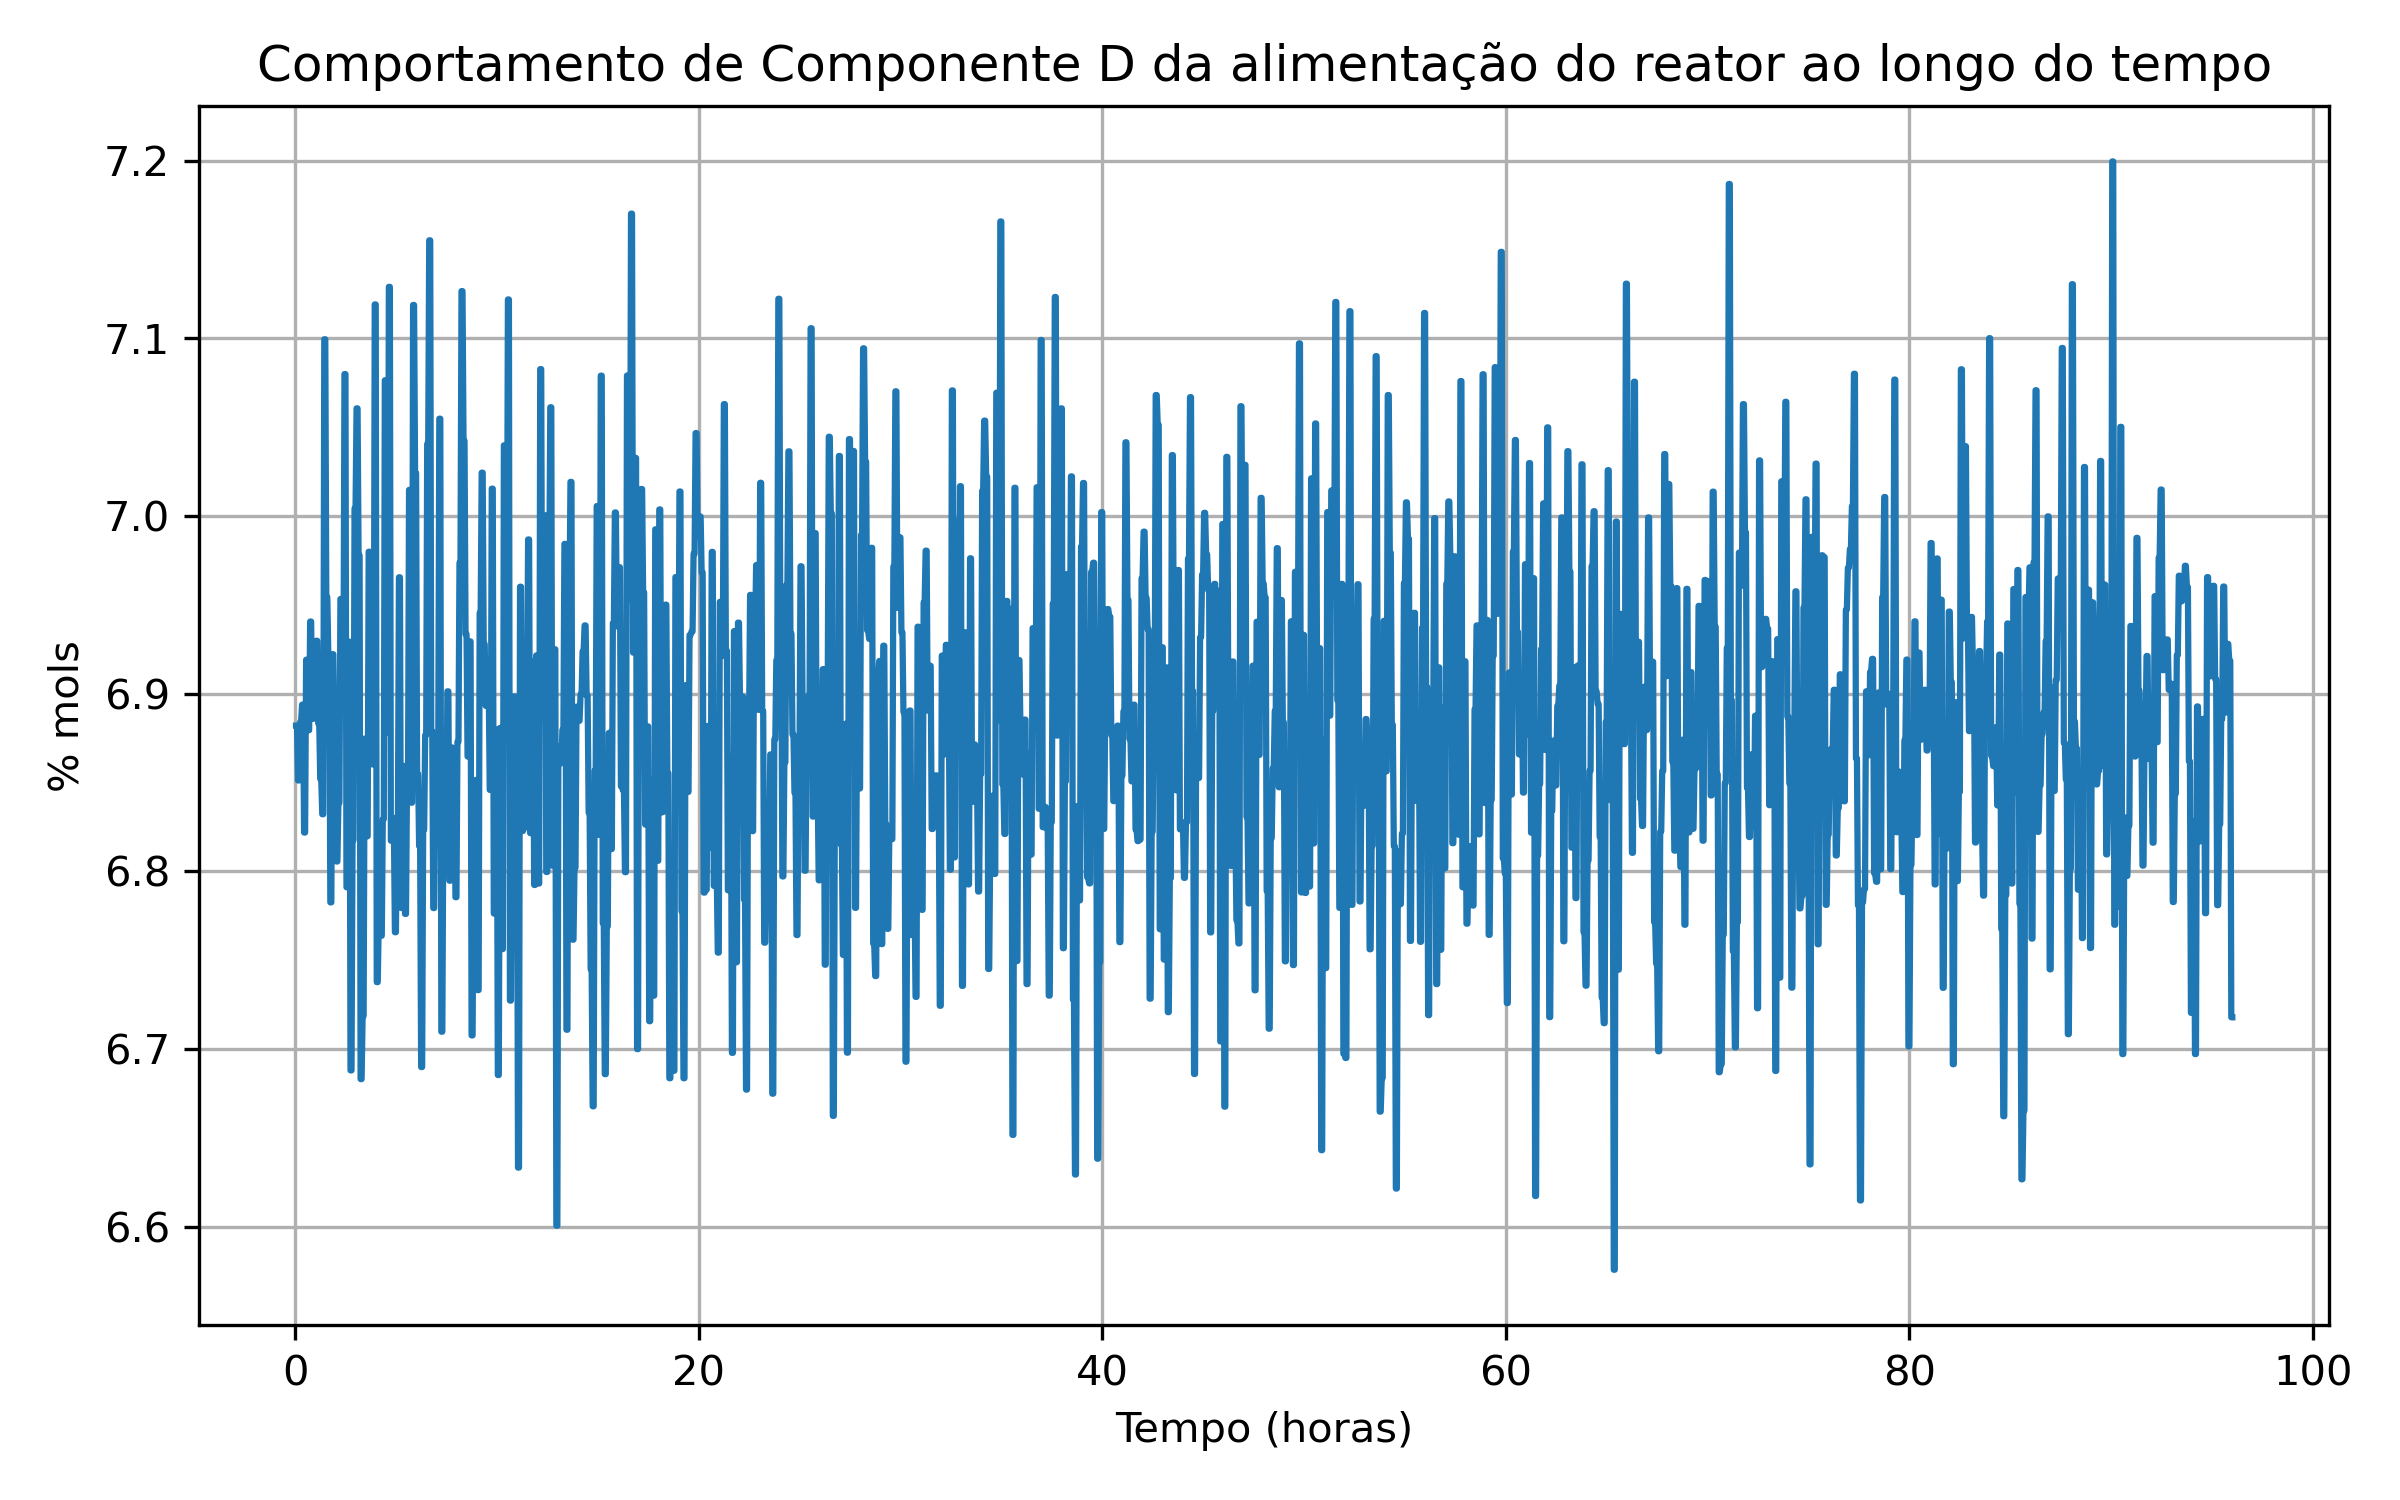 Comportamento de Componente D da alimentação do reator ao longo do tempo
% mols
7.2
7.1
7.0
6.9
6.8
6.7
6.6
0 20 40 60 80 100
Tempo (horas)